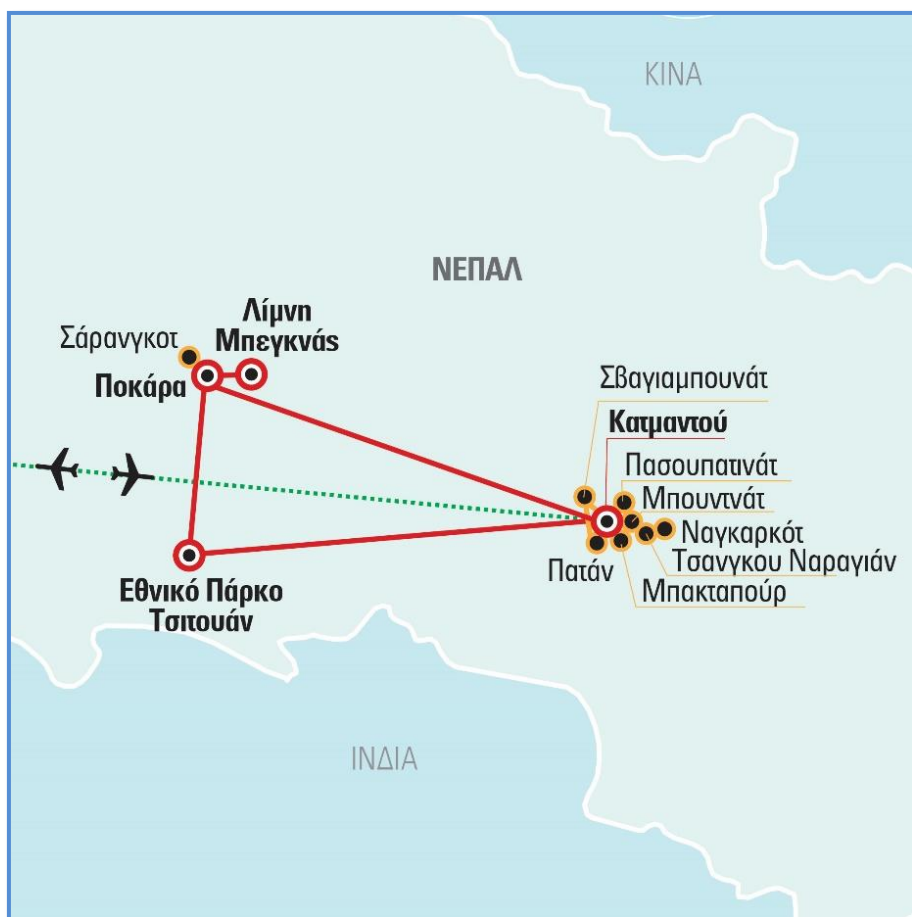 ΚΙΝΑ
ΝΕΠΑΛ
Λίμνη
Μπεγκνάς
Σάρανγκοτ
Ποκάρα
Σβαγιαμπουνάτ
Κατμαντού
Πασουπατινάτ
Μπουντνάτ
Ναγκαρκότ
Τσανγκου Ναραγιάν
Πατάν
Μπακταπούρ
Εθνικό Πάρκο
Τσιτουάν
ΙΝΔΙΑ